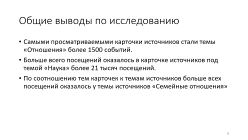 Общие выводы по исследованию
• Самыми просматриваемыми карточки источников стали темы
«Отношения» более 1500 событий.
• Больше всего посещений оказалось в карточке источников под
темой «Наука» более 21 тысяч посещений.
• По соотношению тем карточек к темам источников больше всех
посещений оказалось у темы источников «Семейные отношения»